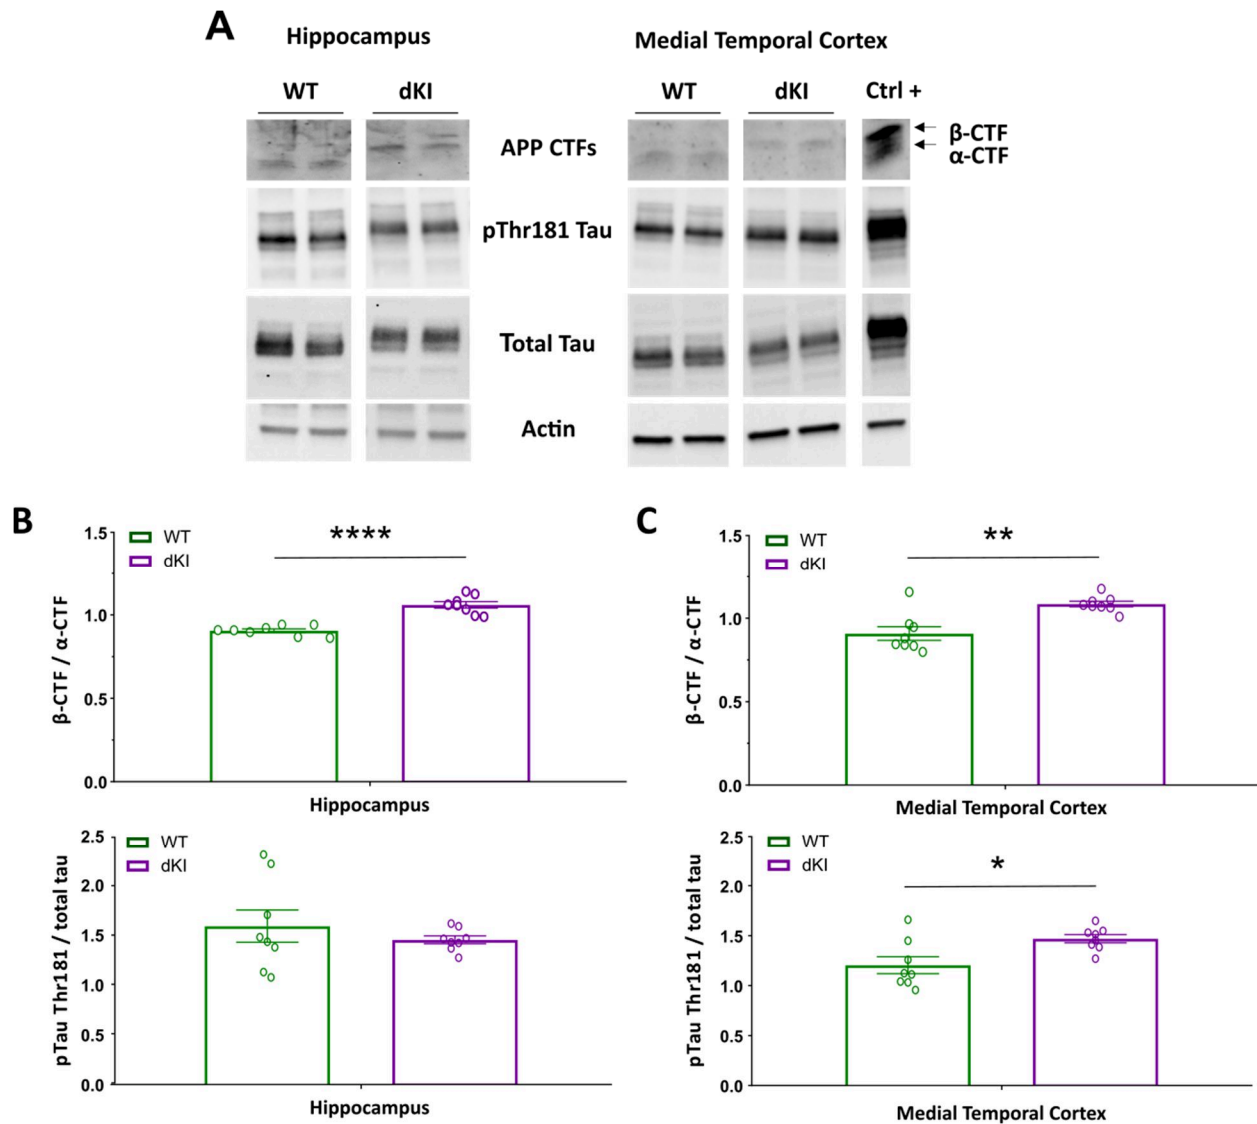 A
Hippocampus
Medial Temporal Cortex
WT
dKI
WT
dKI
Ctrl +
APP CTFs
β-CTF
α-CTF
pThr181 Tau
Total Tau
Actin
B
β-CTF / α-CTF
1.5
1.0
0.5
0.0
WT
dKI
****
Hippocampus
C
β-CTF / α-CTF
1.5
1.0
0.5
0.0
WT
dKI
**
Medial Temporal Cortex
pTau Thr181 / total tau
2.5
2.0
1.5
1.0
0.5
0.0
WT
dKI
Hippocampus
pTau Thr181 / total tau
2.5
2.0
1.5
1.0
0.5
0.0
WT
dKI
*
Medial Temporal Cortex